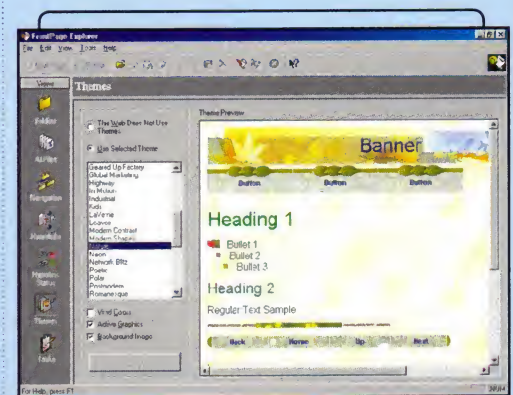 FrontPage Explorer
File Edit View Tools Help
Views
Themes
Folders
All Files
Navigation
Hyperlinks
Hyperlink
Status
Themes
Tasks
The Web Does Not Use
Themes
Use Selected Theme
Geared Up Factory
Global Marketing
Highway
In Motion
Industrial
Kids
LaVerne
Leaves
Modern Contrast
Modern Shapes
Neon
Network Blitz
Poetic
Polar
Postmodern
Romanesque
Vivid Colors
Active Graphics
Background Image
Theme Preview
Banner
Button Button Button
Heading 1
Bullet 1
Bullet 2
Bullet 3
Heading 2
Regular Text Sample
Back Home Up Next
For Help, press F1